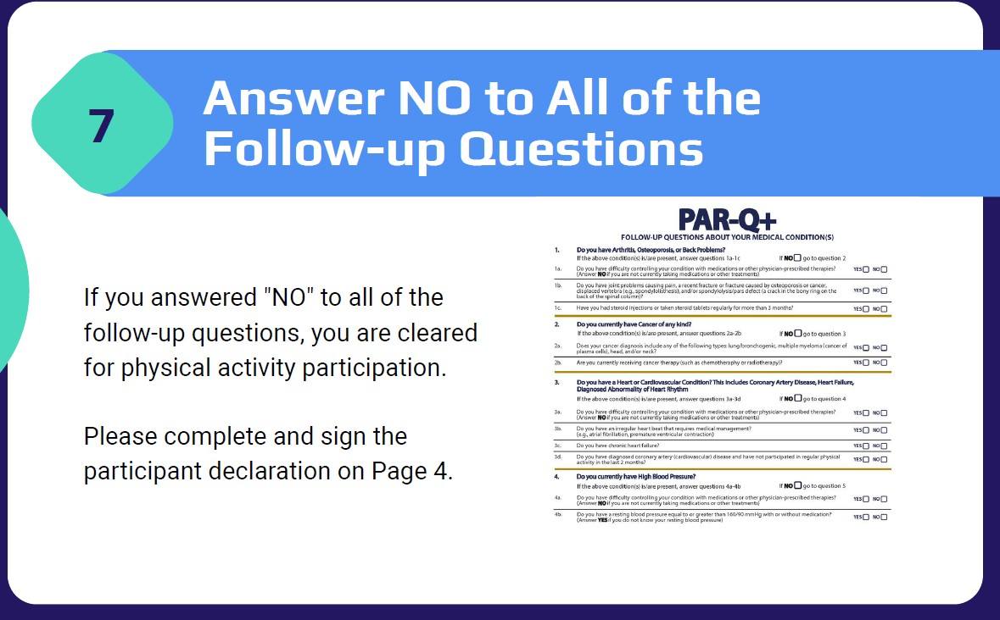 7
Answer NO to All of the
Follow-up Questions
If you answered "NO" to all of the
follow-up questions, you are cleared
for physical activity participation.
Please complete and sign the
participant declaration on Page 4.
PAR-Q+
FOLLOW-UP QUESTIONS ABOUT YOUR MEDICAL CONDITION(S)
1. Do you have Arthritis, Osteoporosis, or Back Problems?
If the above condition(s) is/are present, answer questions 1a-1c If NO go to question 2
1a. Do you have difficulty controlling your condition with medications or other physician-prescribed therapies? YES NO
(Answer NO if you are not currently taking medications or other treatments)
1b. Do you have joint problems causing pain, a recent fracture or fracture caused by osteoporosis or cancer,
displaced vertebra (e.g., spondylolisthesis), and/or spondylolysis/pars defect (a crack in the bony ring on the YES NO
back of the spinal column)?
1c. Have you had steroid injections or taken steroid tablets regularly for more than 3 months? YES NO
2. Do you currently have Cancer of any kind?
If the above condition(s) is/are present, answer questions 2a-2b If NO go to question 3
2a. Does your cancer diagnosis include any of the following types: lung/bronchogenic, multiple myeloma (cancer of YES NO
plasma cells), head, and/or neck?
2b. Are you currently receiving cancer therapy (such as chemotheraphy or radiotherapy)? YES NO
3. Do you have a Heart or Cardiovascular Condition? This Includes Coronary Artery Disease, Heart Failure,
Diagnosed Abnormality of Heart Rhythm
If the above condition(s) is/are present, answer questions 3a-3d If NO go to question 4
3a. Do you have difficulty controlling your condition with medications or other physician-prescribed therapies? YES NO
(Answer NO if you are not currently taking medications or other treatments)
3b. Do you have an irregular heart beat that requires medical management? YES NO
(e.g., atrial fibrillation, premature ventricular contraction)
3c. Do you have chronic heart failure? YES NO
3d. Do you have diagnosed coronary artery (cardiovascular) disease and have not participated in regular physical YES NO
activity in the last 2 months?
4. Do you currently have High Blood Pressure?
If the above condition(s) is/are present, answer questions 4a-4b If NO go to question 5
4a. Do you have difficulty controlling your condition with medications or other physician-prescribed therapies? YES NO
(Answer NO if you are not currently taking medications or other treatments)
4b. Do you have a resting blood pressure equal to or greater than 160/90 mmHg with or without medication? YES NO
(Answer YES if you do not know your resting blood pressure)